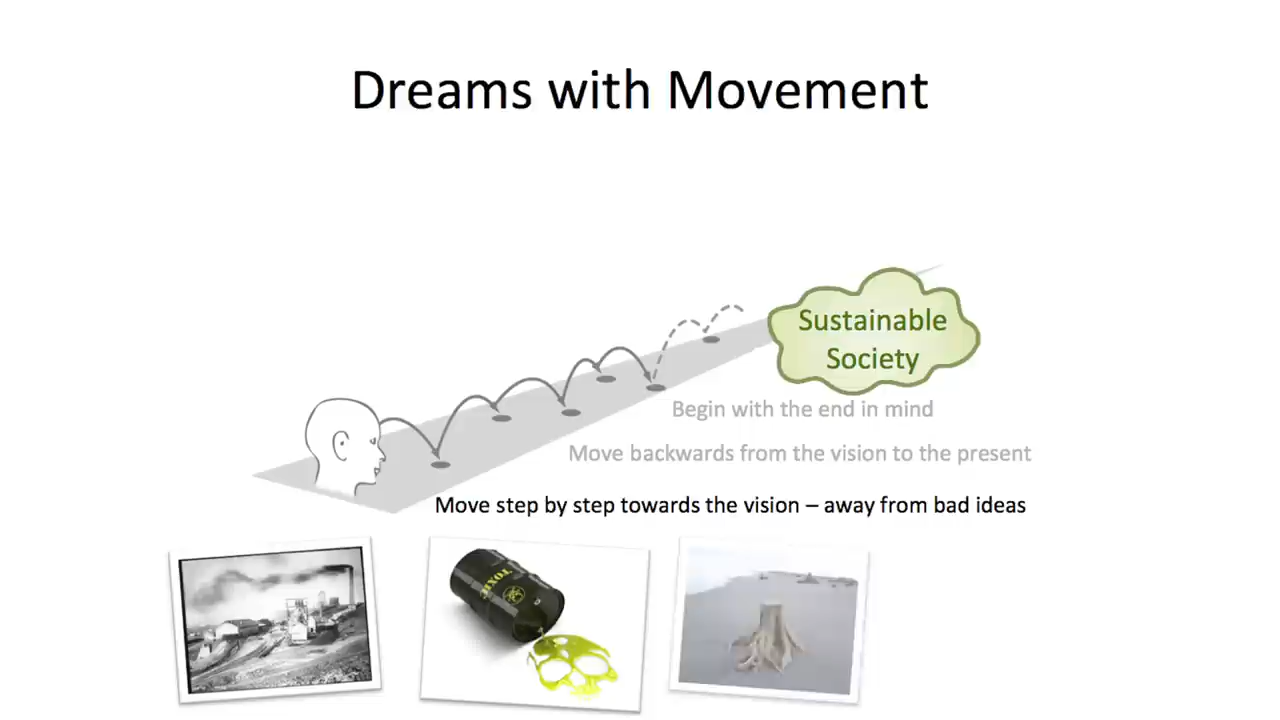 Dreams with Movement
Sustainable
Society
Begin with the end in mind
Move backwards from the vision to the present
Move step by step towards the vision – away from bad ideas